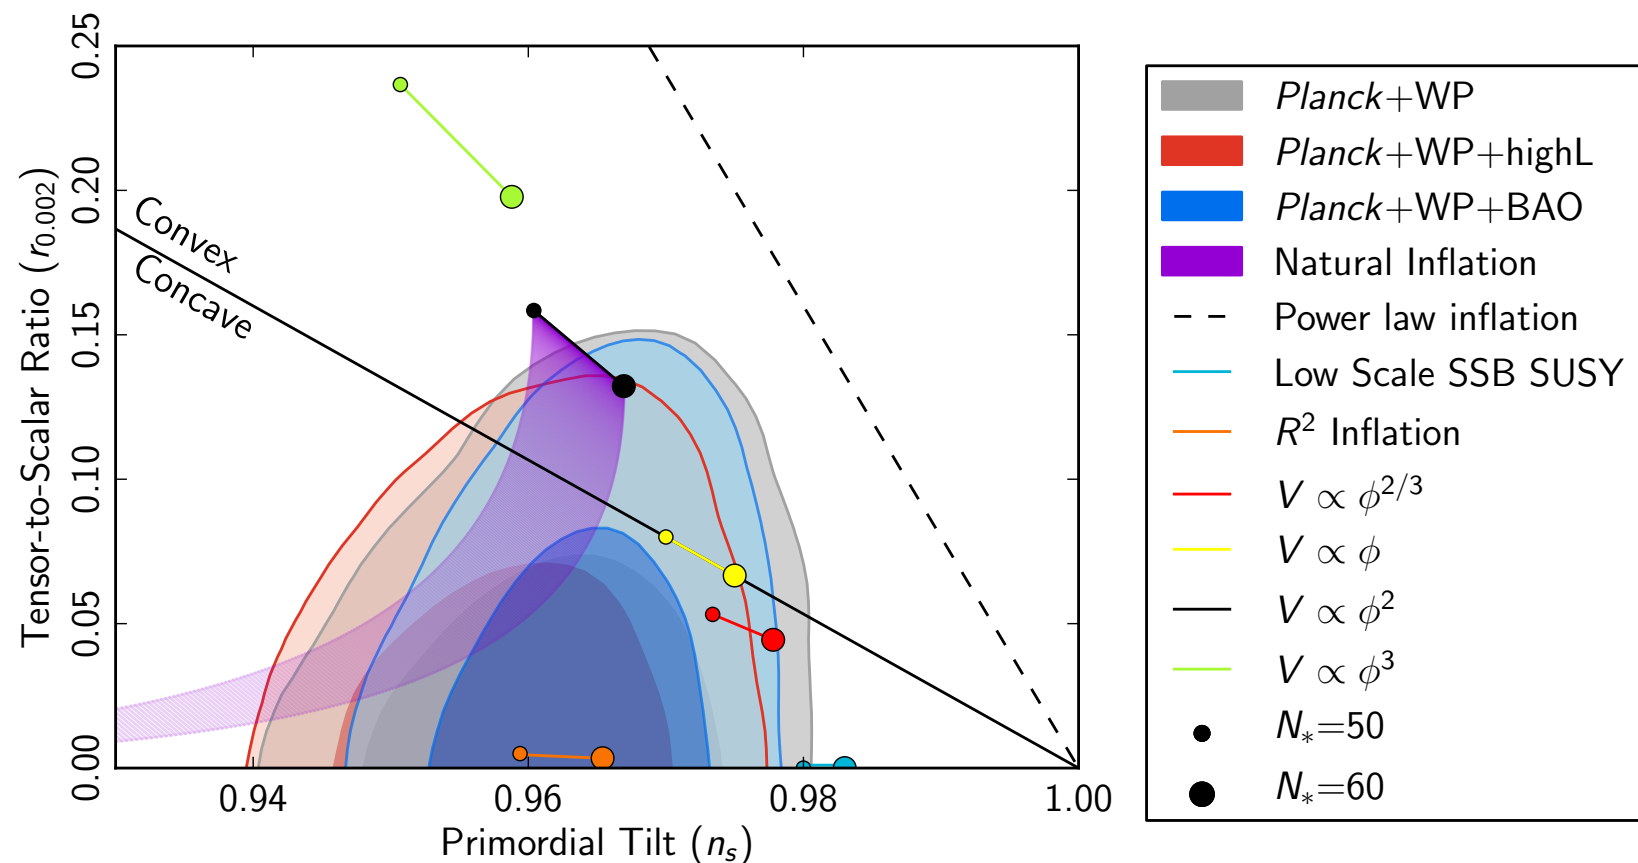 Tensor-to-Scalar Ratio (r0.002)
0.25
0.20
0.15
0.10
0.05
0.00
Convex
Concave
0.94 0.96 0.98 1.00
Primordial Tilt (ns)
Planck+WP
Planck+WP+highL
Planck+WP+BAO
Natural Inflation
Power law inflation
Low Scale SSB SUSY
R² Inflation
V ∝ ϕ^{2/3}
V ∝ ϕ
V ∝ ϕ²
V ∝ ϕ³
N∗=50
N∗=60